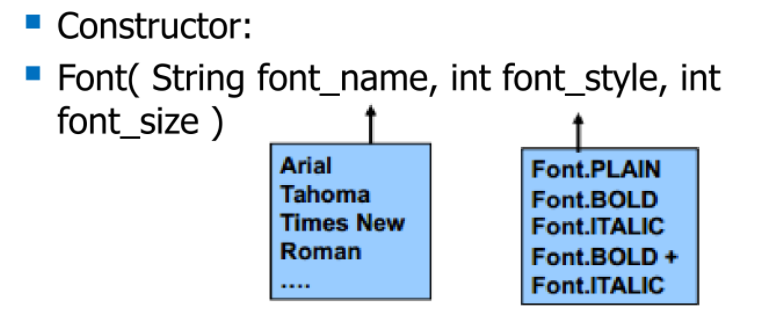 Constructor:
Font( String font_name, int font_style, int
font_size )
Arial
Tahoma
Times New
Roman
....
Font.PLAIN
Font.BOLD
Font.ITALIC
Font.BOLD +
Font.ITALIC